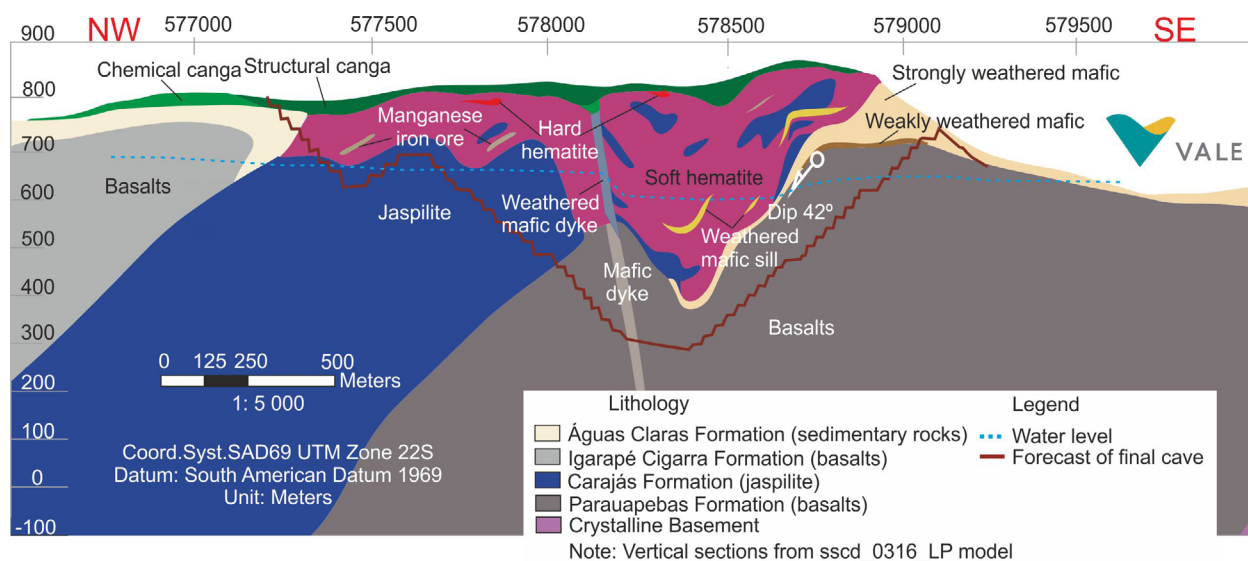 NW
577000
577500
578000
578500
579000
579500
SE
900
800
700
600
500
400
300
200
100
0
-100
Chemical canga
Structural canga
Strongly weathered mafic
Manganese
iron ore
Hard
hematite
Weakly weathered mafic
VALE
Basalts
Jaspilite
Soft hematite
Weathered
mafic dyke
Dip 42º
Weathered
mafic sill
Mafic
dyke
Basalts
0 125 250 500
Meters
1: 5 000
Coord.Syst.SAD69 UTM Zone 22S
Datum: South American Datum 1969
Unit: Meters
Lithology
Águas Claras Formation (sedimentary rocks)
Igarapé Cigarra Formation (basalts)
Carajás Formation (jaspilite)
Parauapebas Formation (basalts)
Crystalline Basement
Legend
Water level
Forecast of final cave
Note: Vertical sections from sscd_0316_LP model